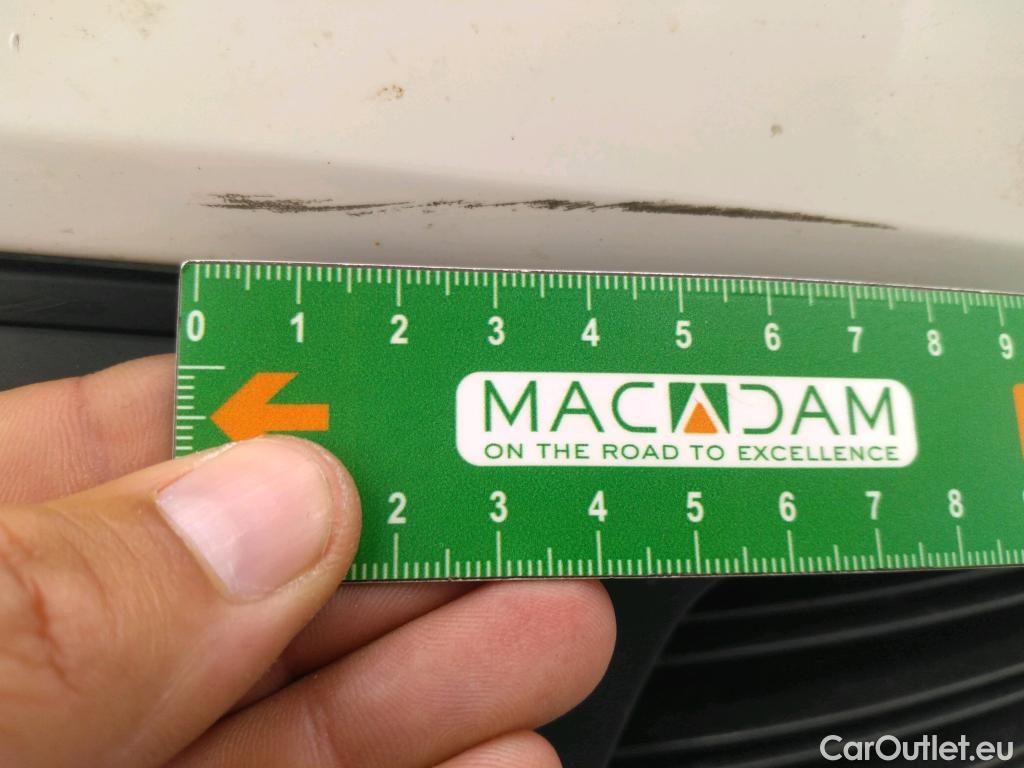 0 1 2 3 4 5 6 7 8 9
MACADAM
ON THE ROAD TO EXCELLENCE
2 3 4 5 6 7 8
CarOutlet.eu